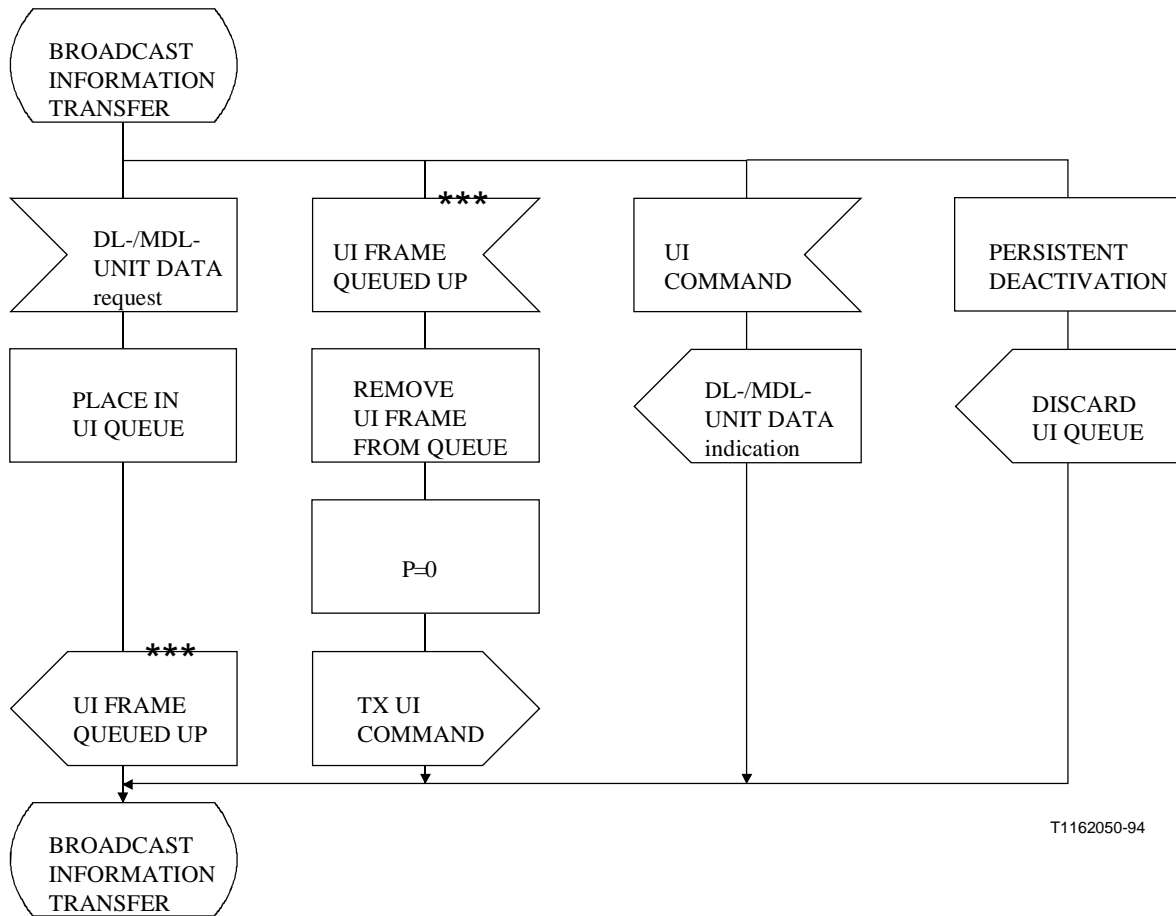 BROADCAST
INFORMATION
TRANSFER
***
DL-/MDL-
UNIT DATA
request
UI FRAME
QUEUED UP
UI
COMMAND
PERSISTENT
DEACTIVATION
PLACE IN
UI QUEUE
REMOVE
UI FRAME
FROM QUEUE
DL-/MDL-
UNIT DATA
indication
DISCARD
UI QUEUE
P=0
***
UI FRAME
QUEUED UP
TX UI
COMMAND
BROADCAST
INFORMATION
TRANSFER
T1162050-94